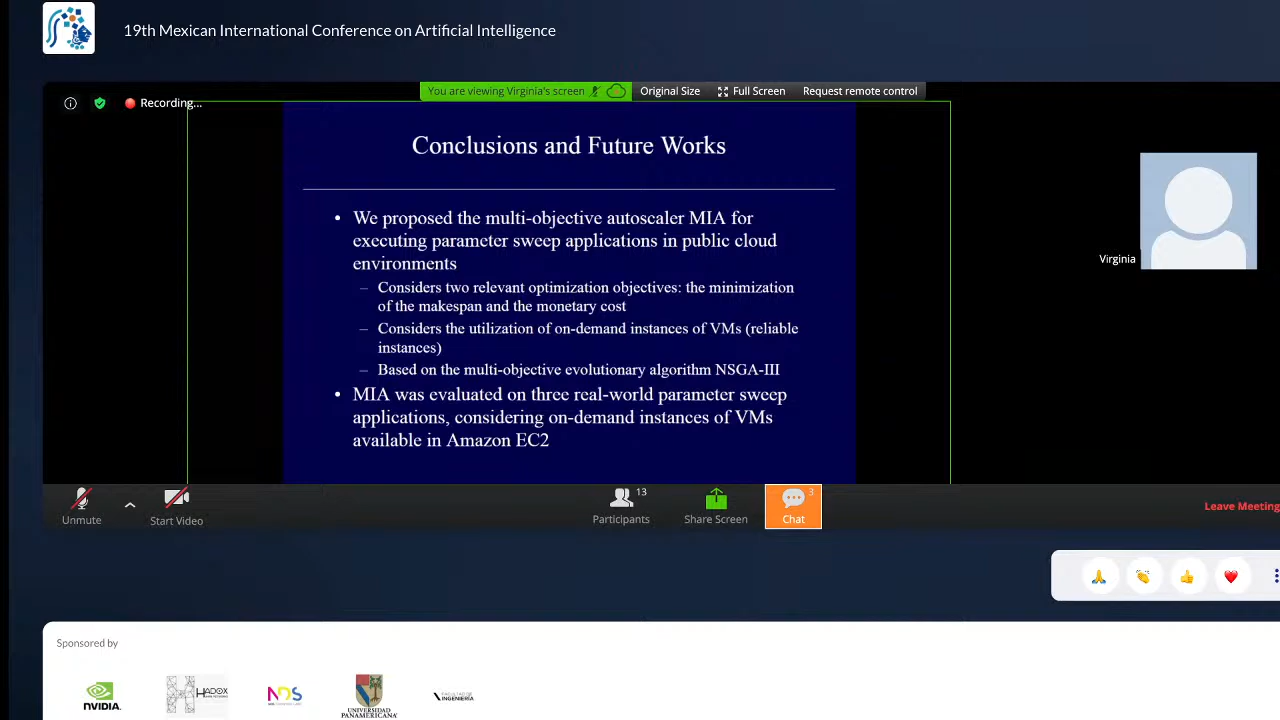 19th Mexican International Conference on Artificial Intelligence
You are viewing Virginia's screen
Original Size
Full Screen
Request remote control
Recording...
Conclusions and Future Works
• We proposed the multi-objective autoscaler MIA for
executing parameter sweep applications in public cloud
environments
– Considers two relevant optimization objectives: the minimization
of the makespan and the monetary cost
– Considers the utilization of on-demand instances of VMs (reliable
instances)
– Based on the multi-objective evolutionary algorithm NSGA-III
• MIA was evaluated on three real-world parameter sweep
applications, considering on-demand instances of VMs
available in Amazon EC2
Virginia
Unmute
Start Video
13
Participants
Share Screen
3
Chat
Leave Meeting
Sponsored by
NVIDIA
HADOX
NDS
UNIVERSIDAD
PANAMERICANA
INGENIERÍA